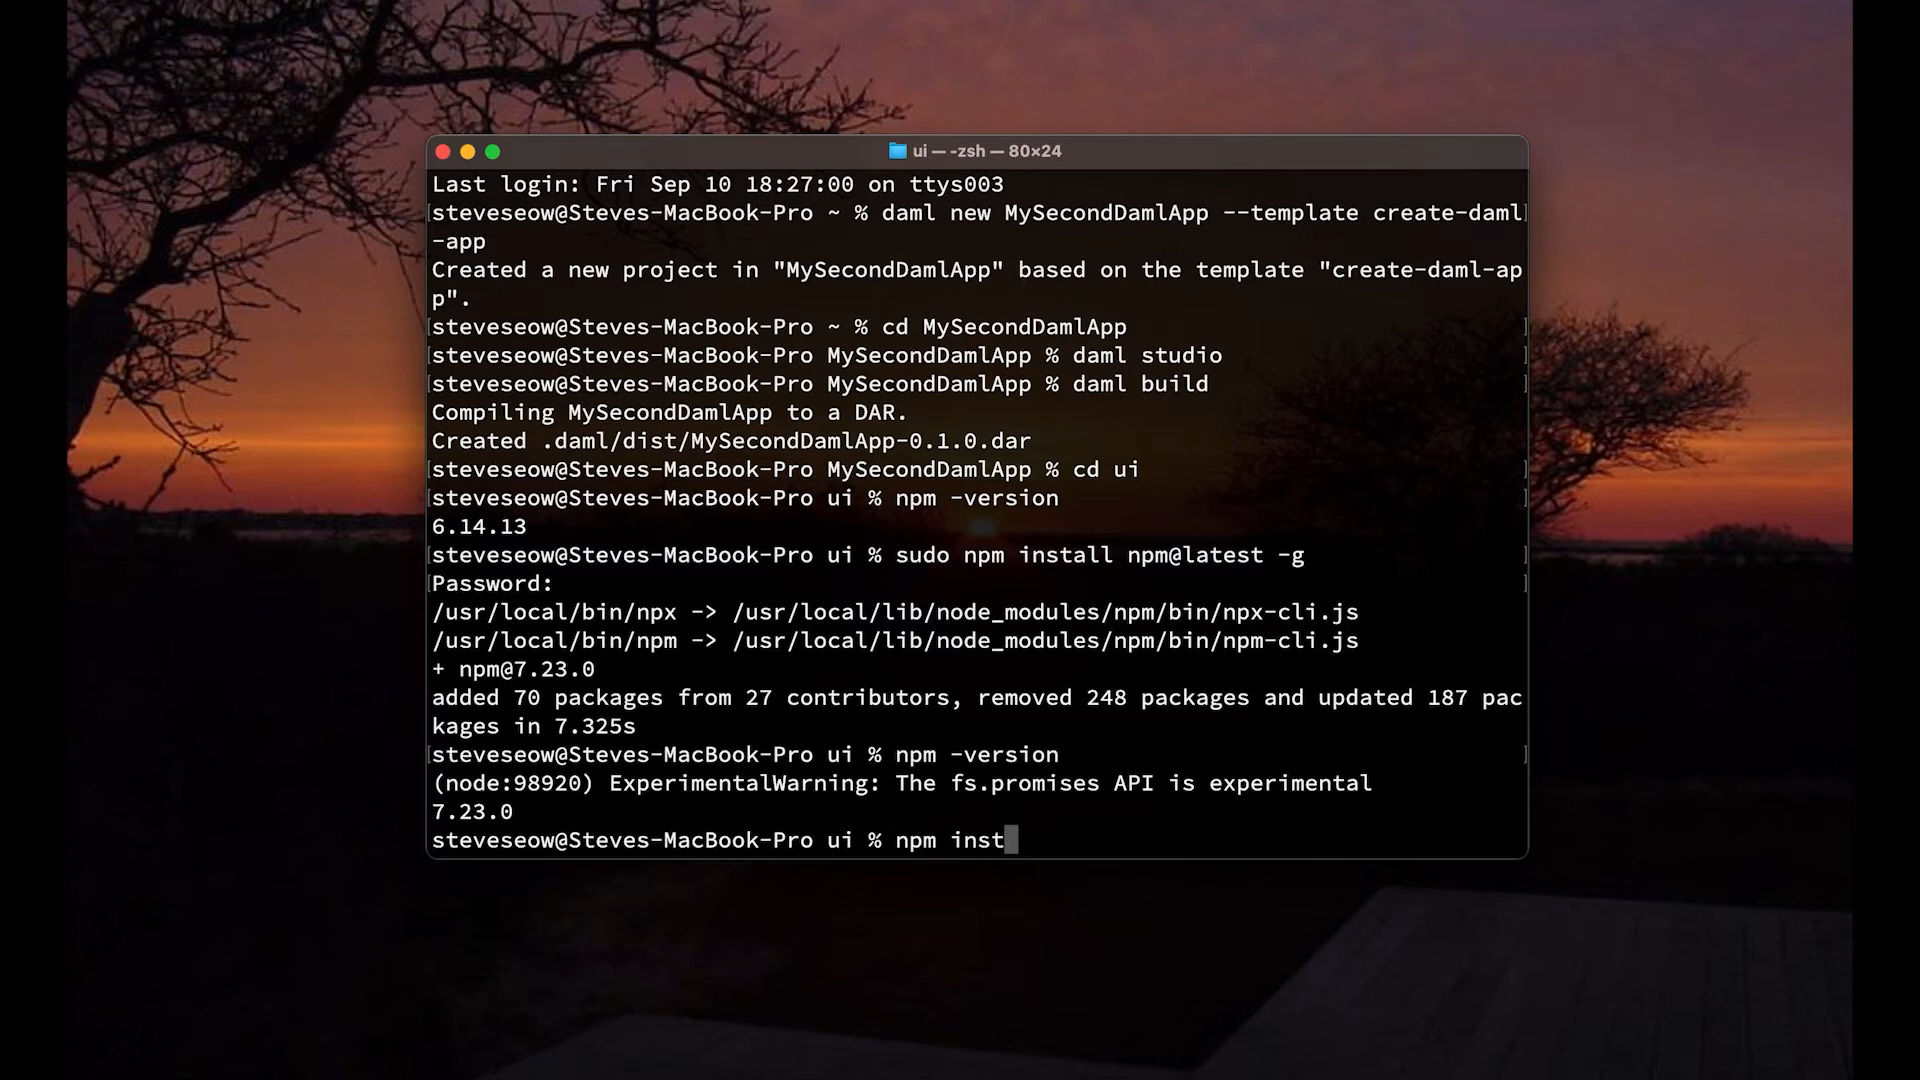 ui — -zsh — 80×24
Last login: Fri Sep 10 18:27:00 on ttys003
[steveseow@Steves-MacBook-Pro ~ % daml new MySecondDamlApp --template create-daml]
-app
Created a new project in "MySecondDamlApp" based on the template "create-daml-ap
p".
[steveseow@Steves-MacBook-Pro ~ % cd MySecondDamlApp ]
[steveseow@Steves-MacBook-Pro MySecondDamlApp % daml studio ]
[steveseow@Steves-MacBook-Pro MySecondDamlApp % daml build ]
Compiling MySecondDamlApp to a DAR.
Created .daml/dist/MySecondDamlApp-0.1.0.dar
[steveseow@Steves-MacBook-Pro MySecondDamlApp % cd ui ]
[steveseow@Steves-MacBook-Pro ui % npm -version ]
6.14.13
[steveseow@Steves-MacBook-Pro ui % sudo npm install npm@latest -g ]
[Password: ]
/usr/local/bin/npx -> /usr/local/lib/node_modules/npm/bin/npx-cli.js
/usr/local/bin/npm -> /usr/local/lib/node_modules/npm/bin/npm-cli.js
+ npm@7.23.0
added 70 packages from 27 contributors, removed 248 packages and updated 187 pac
kages in 7.325s
[steveseow@Steves-MacBook-Pro ui % npm -version ]
(node:98920) ExperimentalWarning: The fs.promises API is experimental
7.23.0
steveseow@Steves-MacBook-Pro ui % npm inst